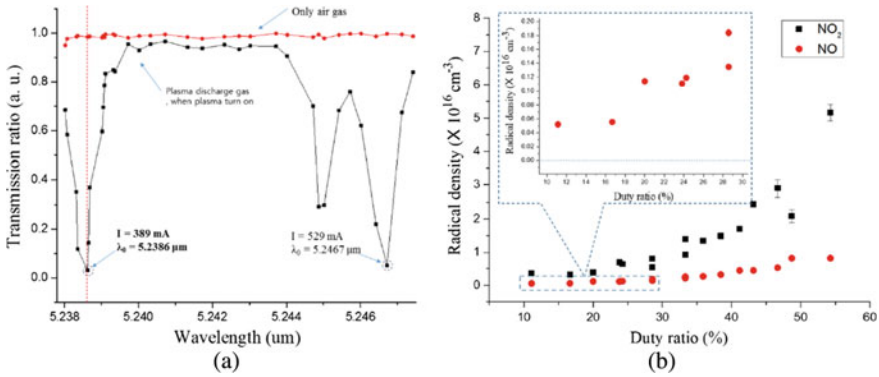 (a)
Only air gas
1.0
0.8
0.6
0.4
0.2
0.0
Transmission ratio (a. u.)
Plasma discharge gas
, when plasma turn on
I = 389 mA
λ₀ = 5.2386 μm
I = 529 mA
λ₀ = 5.2467 μm
5.238 5.240 5.242 5.244 5.246
Wavelength (um)
(a)
8
7
6
5
4
3
2
1
0
Radical density (X 10¹⁶ cm⁻³)
NO₂
NO
0.20
0.18
0.16
0.14
0.12
0.10
0.08
0.06
0.04
0.02
0.00
Radical density (X 10¹⁶ cm⁻³)
10 12 14 16 18 20 22 24 26 28 30
Duty ratio (%)
0 10 20 30 40 50 60
Duty ratio (%)
(b)